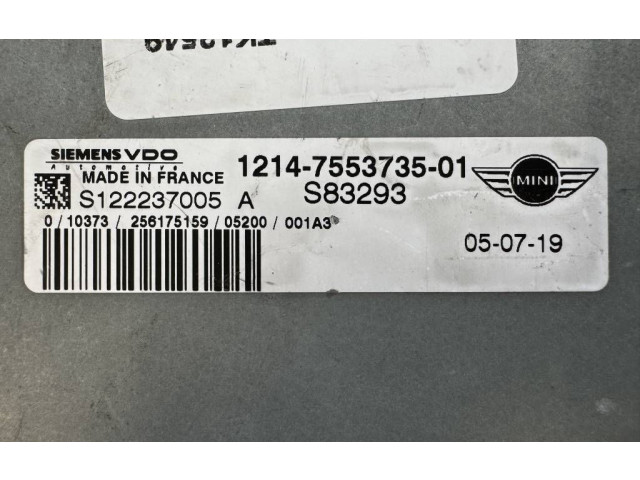 TK12549
SIEMENS VDO
Automotive
MADE IN FRANCE
1214-7553735-01
S122237005 A
S83293
MINI
0/10373/256175159/05200/001A3
05-07-19